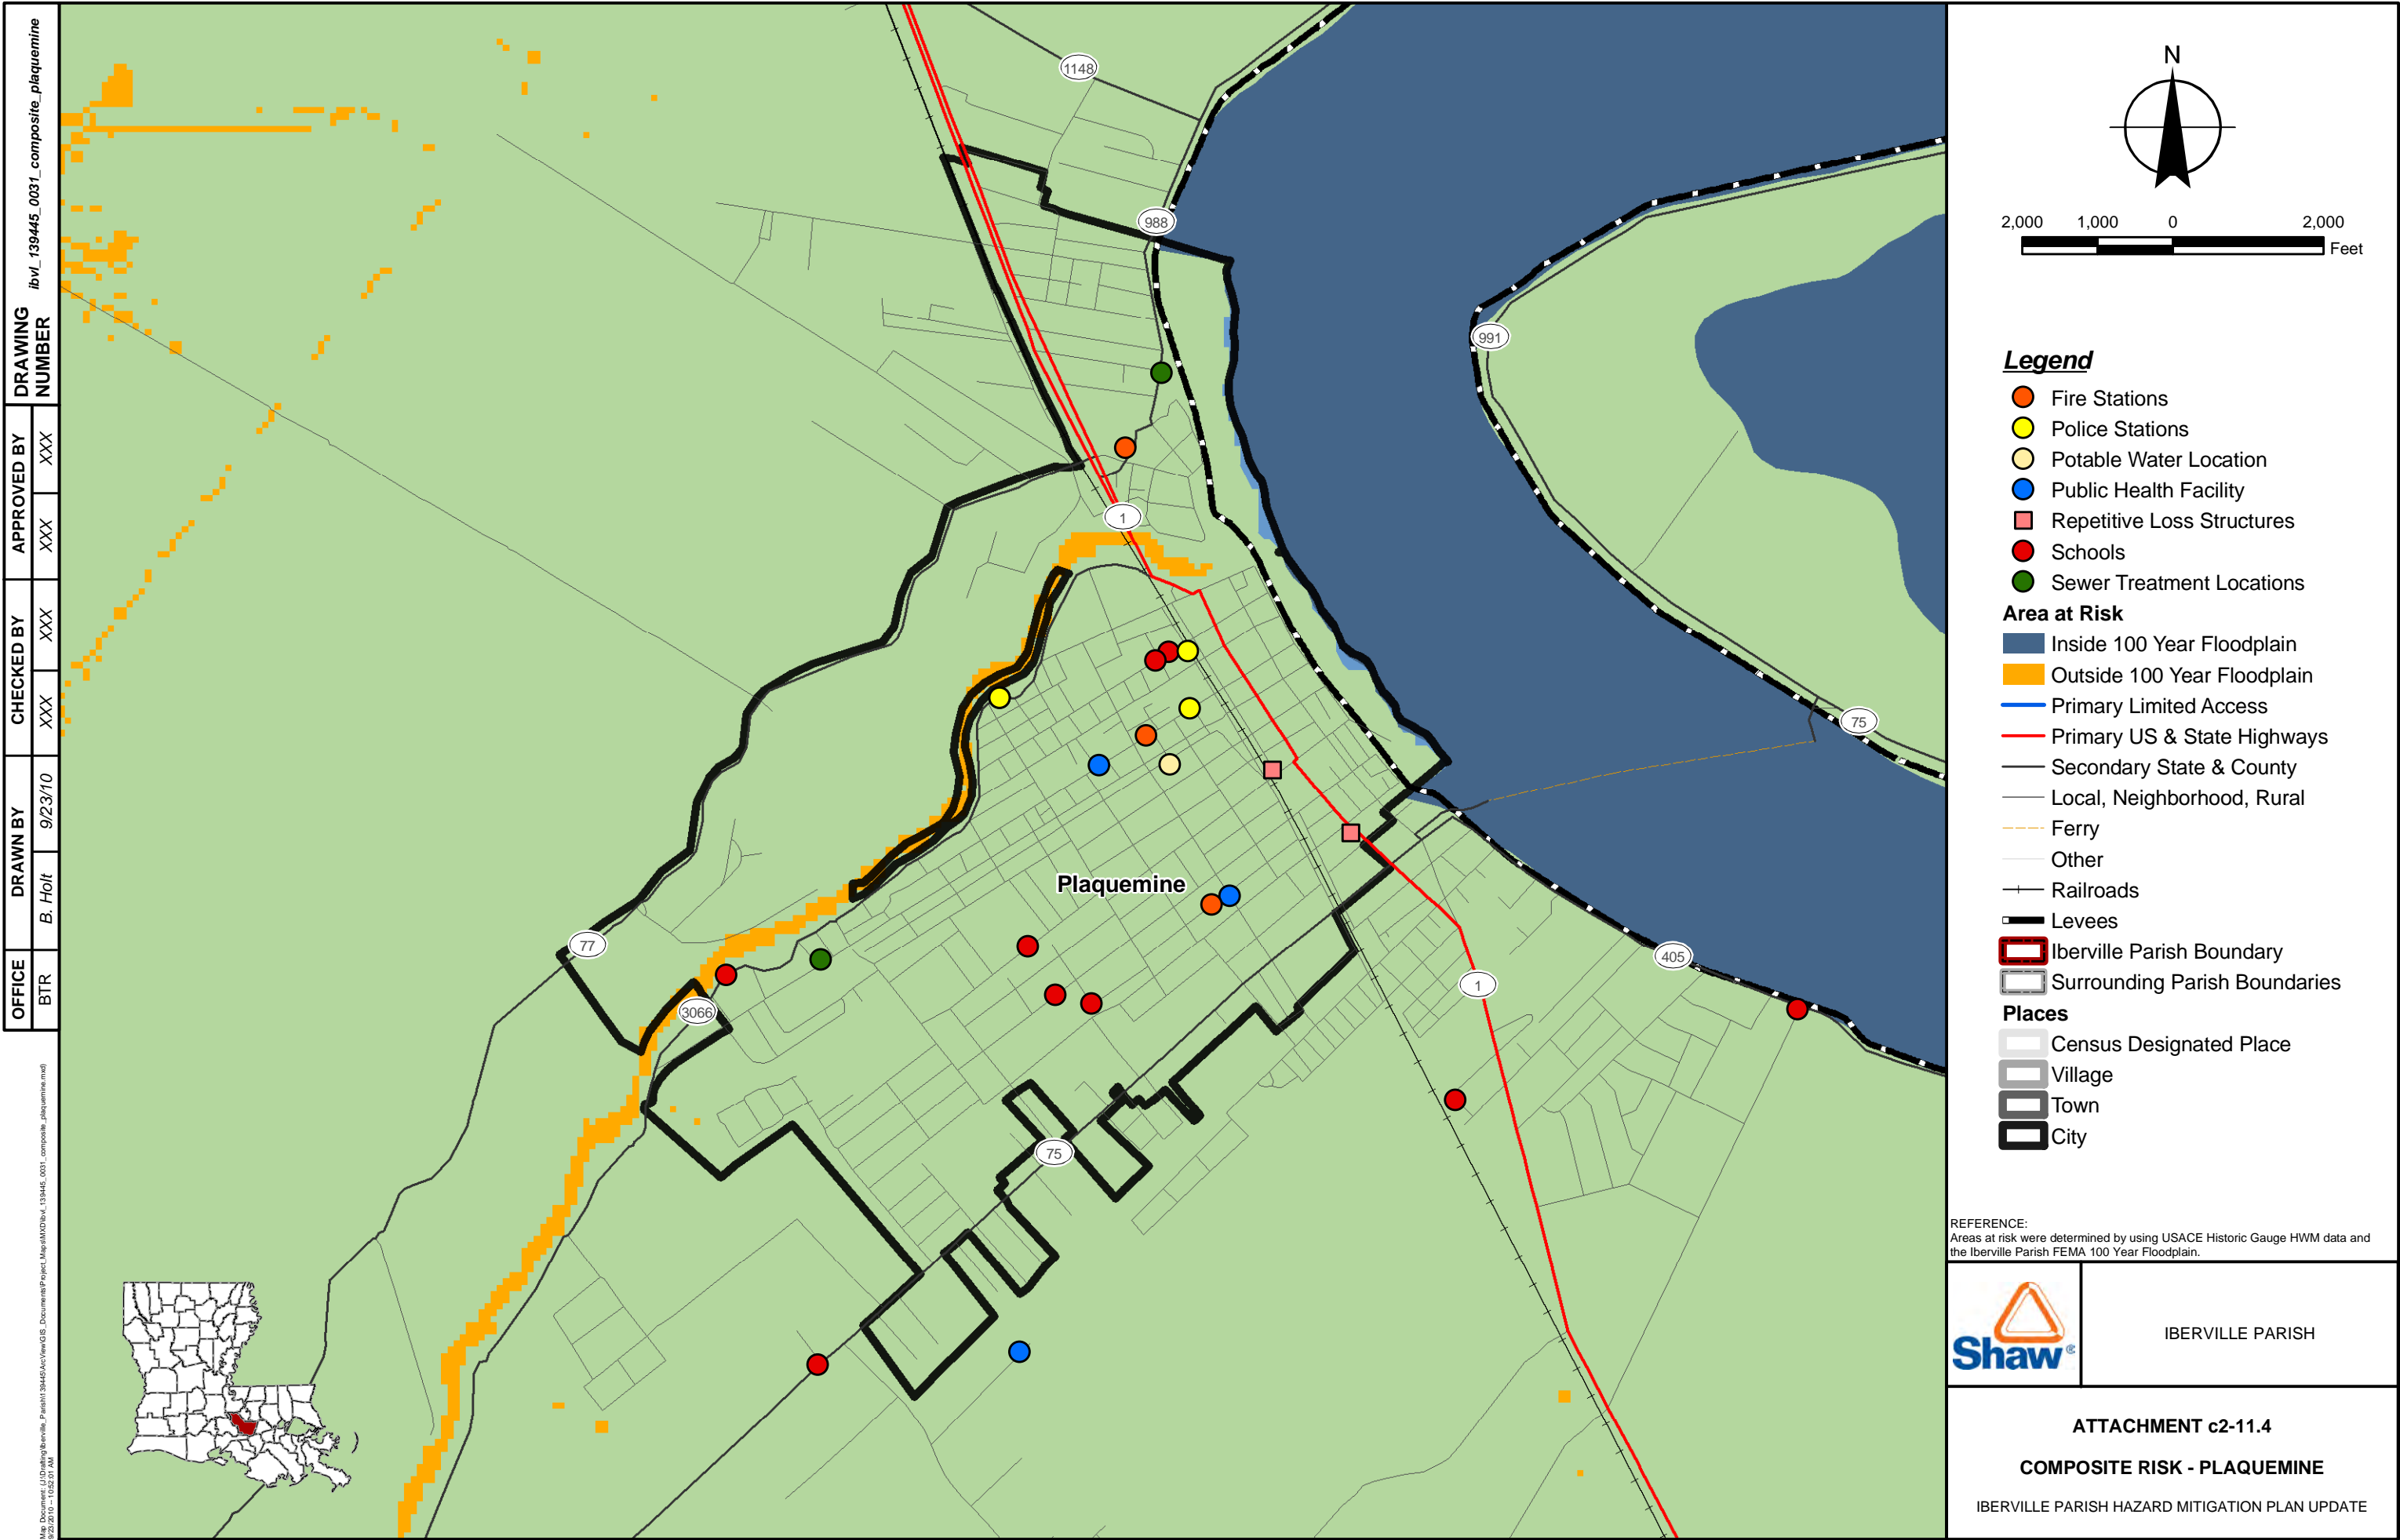 DRAWING
NUMBER
ibvl_139445_0031_composite_plaquemine
APPROVED BY
XXX
XXX
CHECKED BY
XXX
XXX
DRAWN BY
9/23/10
B. Holt
OFFICE
BTR
9/23/2010 -- 10:52:01 AM
1148
988
991
1
75
77
3066
Plaquemine
405
1
75
N
2,000 1,000 0 2,000
Feet
Legend
Fire Stations
Police Stations
Potable Water Location
Public Health Facility
Repetitive Loss Structures
Schools
Sewer Treatment Locations
Area at Risk
Inside 100 Year Floodplain
Outside 100 Year Floodplain
Primary Limited Access
Primary US & State Highways
Secondary State & County
Local, Neighborhood, Rural
Ferry
Other
Railroads
Levees
Iberville Parish Boundary
Surrounding Parish Boundaries
Places
Census Designated Place
Village
Town
City
REFERENCE:
Areas at risk were determined by using USACE Historic Gauge HWM data and
the Iberville Parish FEMA 100 Year Floodplain.
Shaw®
IBERVILLE PARISH
ATTACHMENT c2-11.4
COMPOSITE RISK - PLAQUEMINE
IBERVILLE PARISH HAZARD MITIGATION PLAN UPDATE